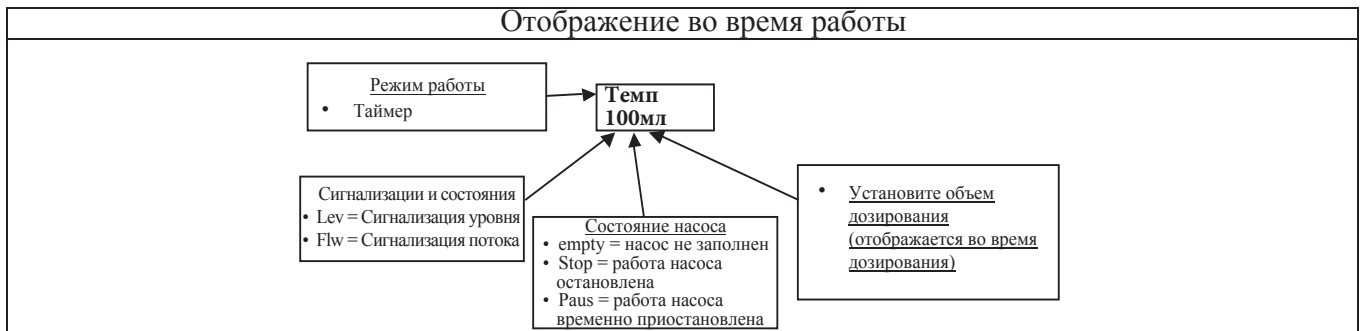 Отображение во время работы
Режим работы
• Таймер
Темп
100мл
Сигнализации и состояния
• Lev = Сигнализация уровня
• Flw = Сигнализация потока
Состояние насоса
• empty = насос не заполнен
• Stop = работа насоса
остановлена
• Paus = работа насоса
временно приостановлена
• Установите объем
дозирования
(отображается во время
дозирования)